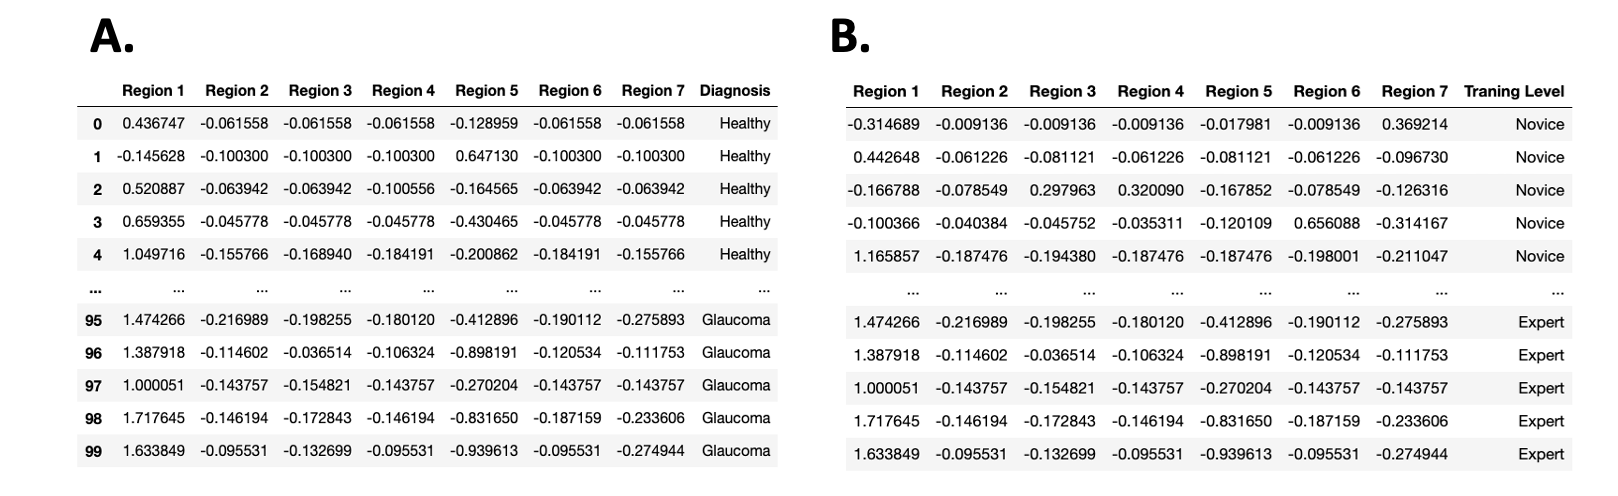 A.
Region 1 Region 2 Region 3 Region 4 Region 5 Region 6 Region 7 Diagnosis
0 0.436747 -0.061558 -0.061558 -0.061558 -0.128959 -0.061558 -0.061558 Healthy
1 -0.145628 -0.100300 -0.100300 -0.100300 0.647130 -0.100300 -0.100300 Healthy
2 0.520887 -0.063942 -0.063942 -0.100556 -0.164565 -0.063942 -0.063942 Healthy
3 0.659355 -0.045778 -0.045778 -0.045778 -0.430465 -0.045778 -0.045778 Healthy
4 1.049716 -0.155766 -0.168940 -0.184191 -0.200862 -0.184191 -0.155766 Healthy
... ... ... ... ... ... ... ... ...
95 1.474266 -0.216989 -0.198255 -0.180120 -0.412896 -0.190112 -0.275893 Glaucoma
96 1.387918 -0.114602 -0.036514 -0.106324 -0.898191 -0.120534 -0.111753 Glaucoma
97 1.000051 -0.143757 -0.154821 -0.143757 -0.270204 -0.143757 -0.143757 Glaucoma
98 1.717645 -0.146194 -0.172843 -0.146194 -0.831650 -0.187159 -0.233606 Glaucoma
99 1.633849 -0.095531 -0.132699 -0.095531 -0.939613 -0.095531 -0.274944 Glaucoma
B.
Region 1 Region 2 Region 3 Region 4 Region 5 Region 6 Region 7 Traning Level
-0.314689 -0.009136 -0.009136 -0.009136 -0.017981 -0.009136 0.369214 Novice
0.442648 -0.061226 -0.081121 -0.061226 -0.081121 -0.061226 -0.096730 Novice
-0.166788 -0.078549 0.297963 0.320090 -0.167852 -0.078549 -0.126316 Novice
-0.100366 -0.040384 -0.045752 -0.035311 -0.120109 0.656088 -0.314167 Novice
1.165857 -0.187476 -0.194380 -0.187476 -0.187476 -0.198001 -0.211047 Novice
... ... ... ... ... ... ... ...
1.474266 -0.216989 -0.198255 -0.180120 -0.412896 -0.190112 -0.275893 Expert
1.387918 -0.114602 -0.036514 -0.106324 -0.898191 -0.120534 -0.111753 Expert
1.000051 -0.143757 -0.154821 -0.143757 -0.270204 -0.143757 -0.143757 Expert
1.717645 -0.146194 -0.172843 -0.146194 -0.831650 -0.187159 -0.233606 Expert
1.633849 -0.095531 -0.132699 -0.095531 -0.939613 -0.095531 -0.274944 Expert